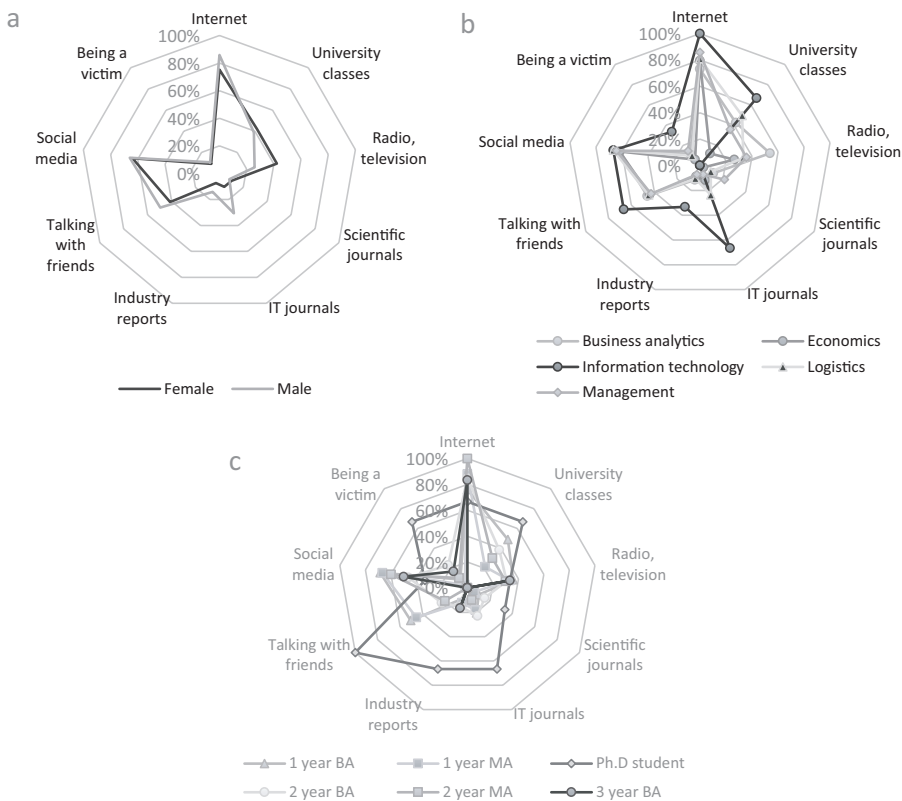 a
Internet
100%
80%
60%
40%
20%
0%
University
classes
Radio,
television
Scientific
journals
IT journals
Industry
reports
Talking
with
friends
Social
media
Being a
victim
Female Male
b
Internet
100%
80%
60%
40%
20%
0%
University
classes
Radio,
television
Scientific
journals
IT journals
Industry
reports
Talking with
friends
Social media
Being a victim
Business analytics Economics
Information technology Logistics
Management
c
Internet
100%
80%
60%
40%
20%
0%
University
classes
Radio,
television
Scientific
journals
IT journals
Industry
reports
Talking with
friends
Social
media
Being a
victim
1 year BA 1 year MA Ph.D student
2 year BA 2 year MA 3 year BA